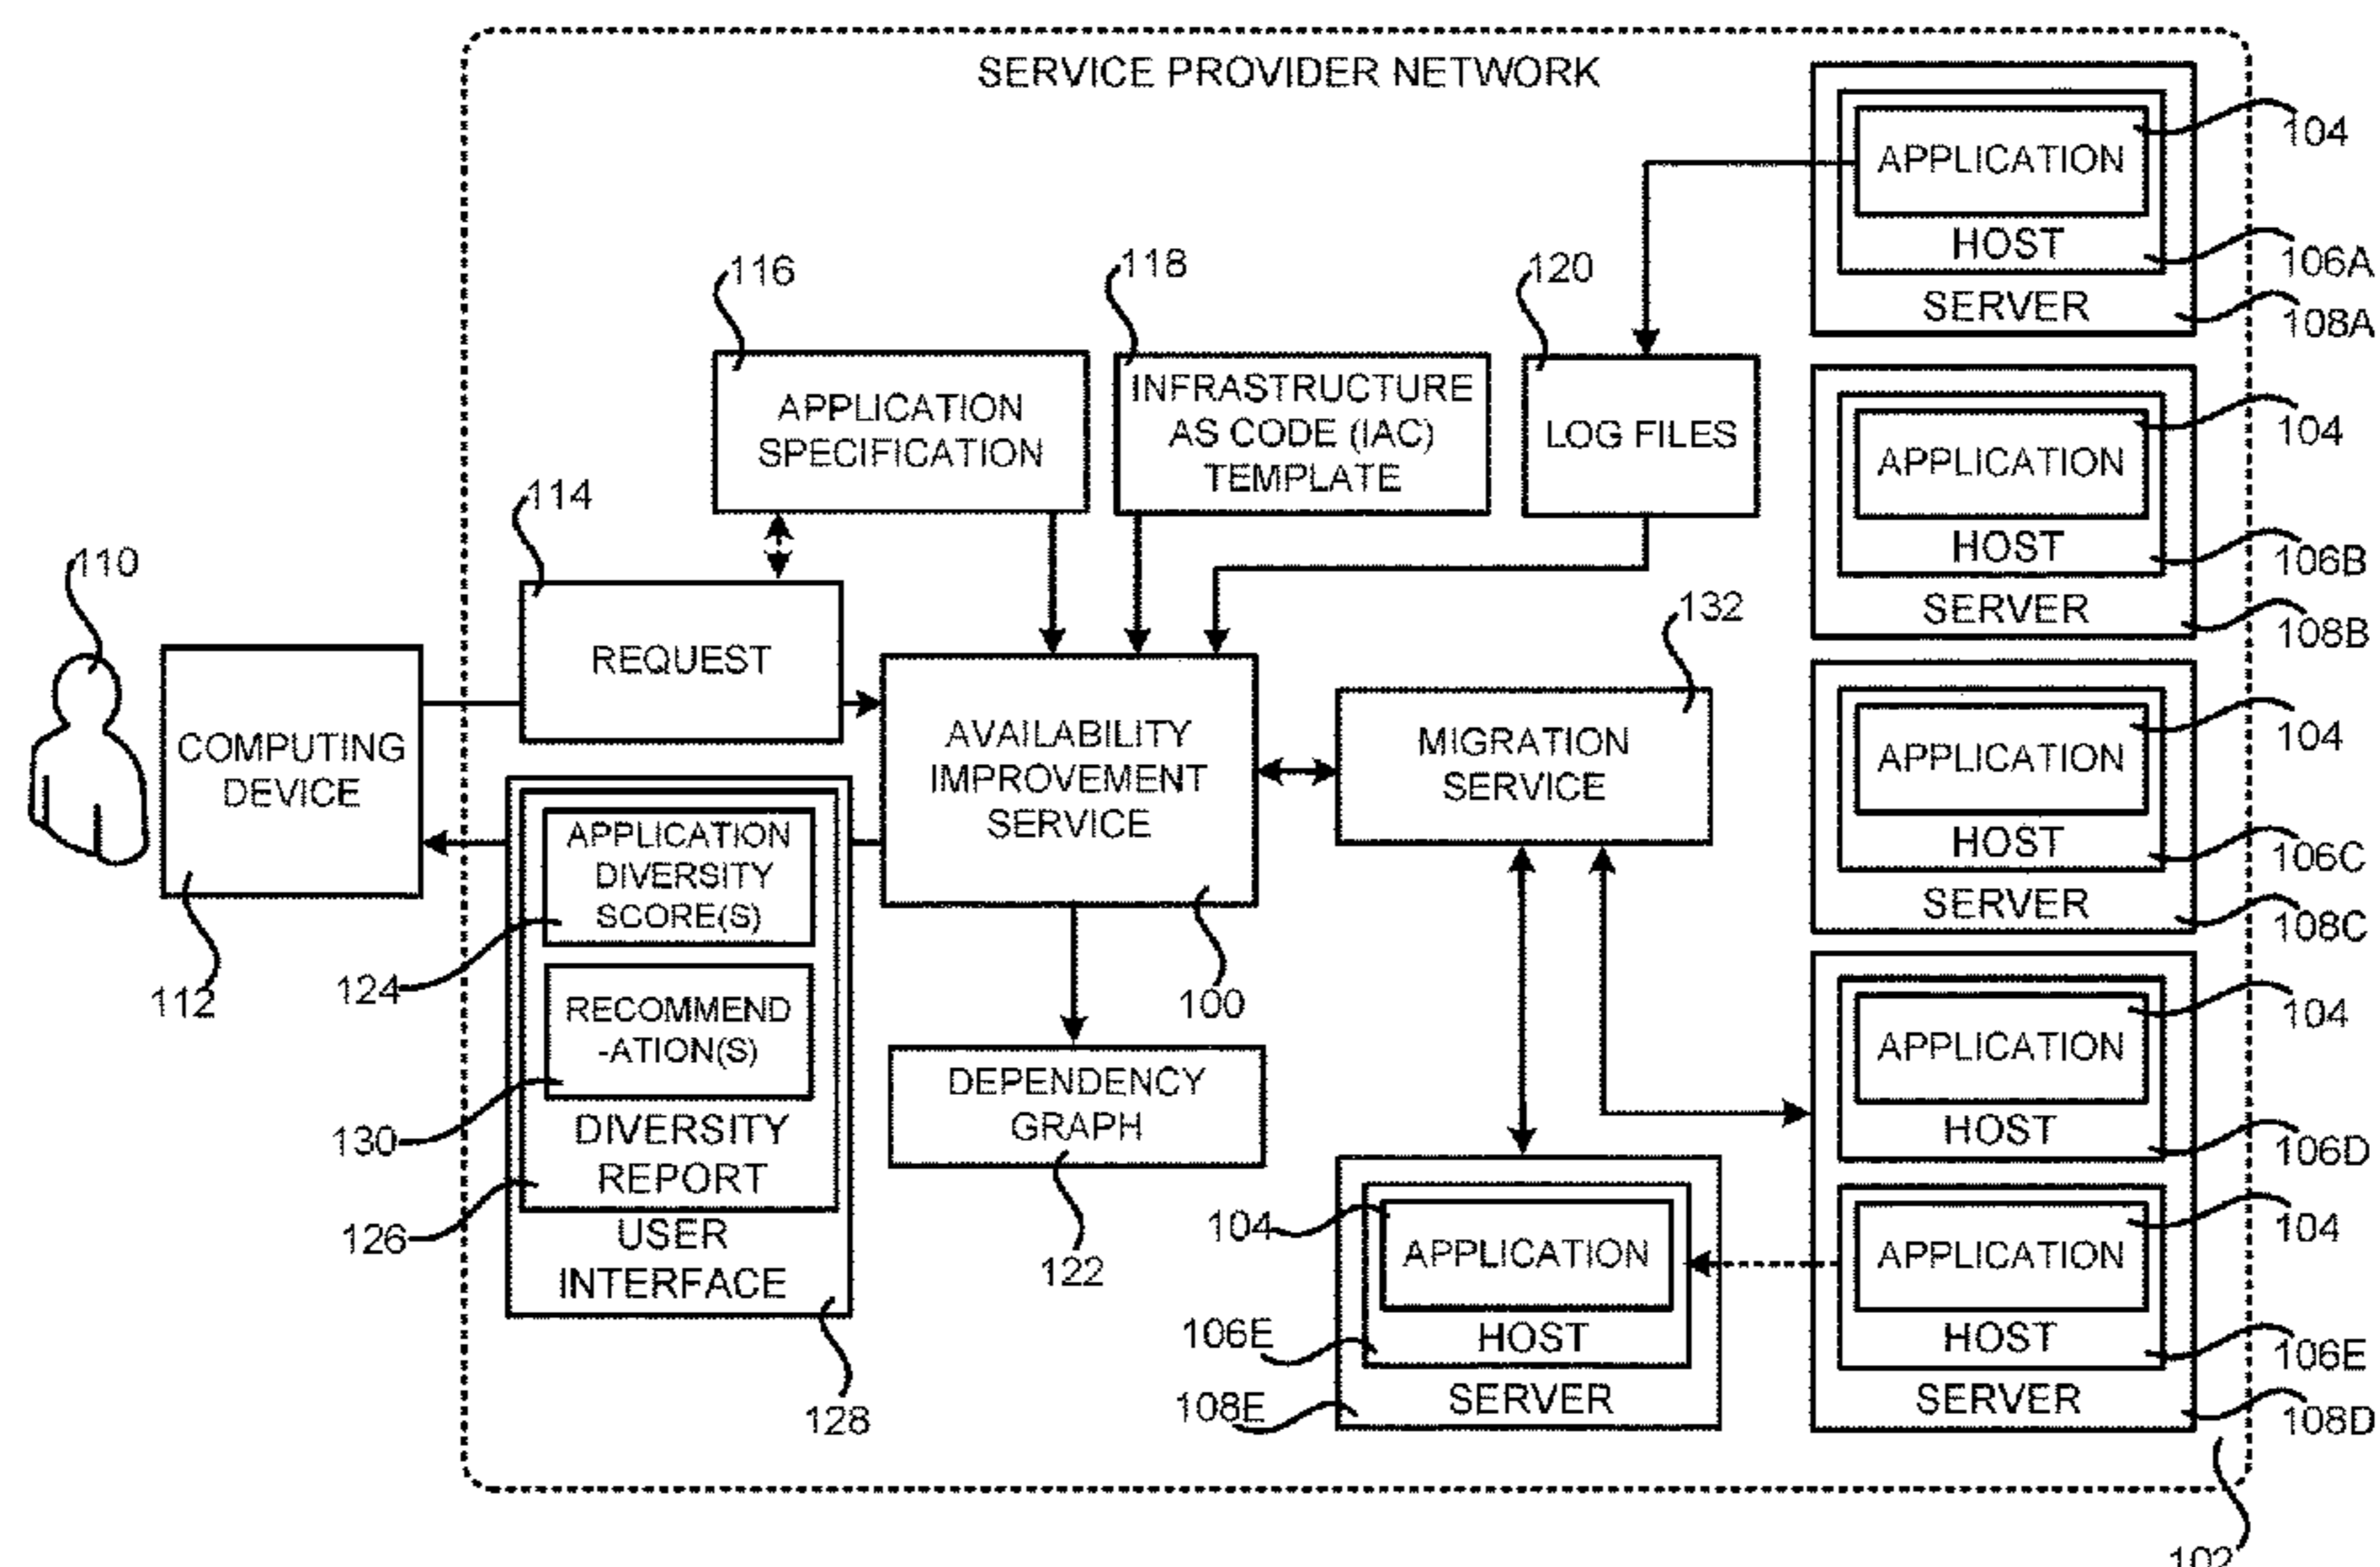 SERVICE PROVIDER NETWORK
104
APPLICATION
HOST
106A
SERVER
108A
116
118
120
APPLICATION
SPECIFICATION
INFRASTRUCTURE
AS CODE (IAC)
TEMPLATE
LOG FILES
104
APPLICATION
HOST
106B
SERVER
108B
114
REQUEST
110
132
COMPUTING
DEVICE
112
AVAILABILITY
IMPROVEMENT
SERVICE
100
MIGRATION
SERVICE
104
APPLICATION
HOST
106C
SERVER
108C
APPLICATION
DIVERSITY
SCORE(S)
124
RECOMMEND
-ATION(S)
130
DIVERSITY
REPORT
126
USER
INTERFACE
128
DEPENDENCY
GRAPH
122
104
APPLICATION
HOST
106D
104
APPLICATION
HOST
106E
SERVER
108D
104
APPLICATION
106E
HOST
108E
SERVER
102